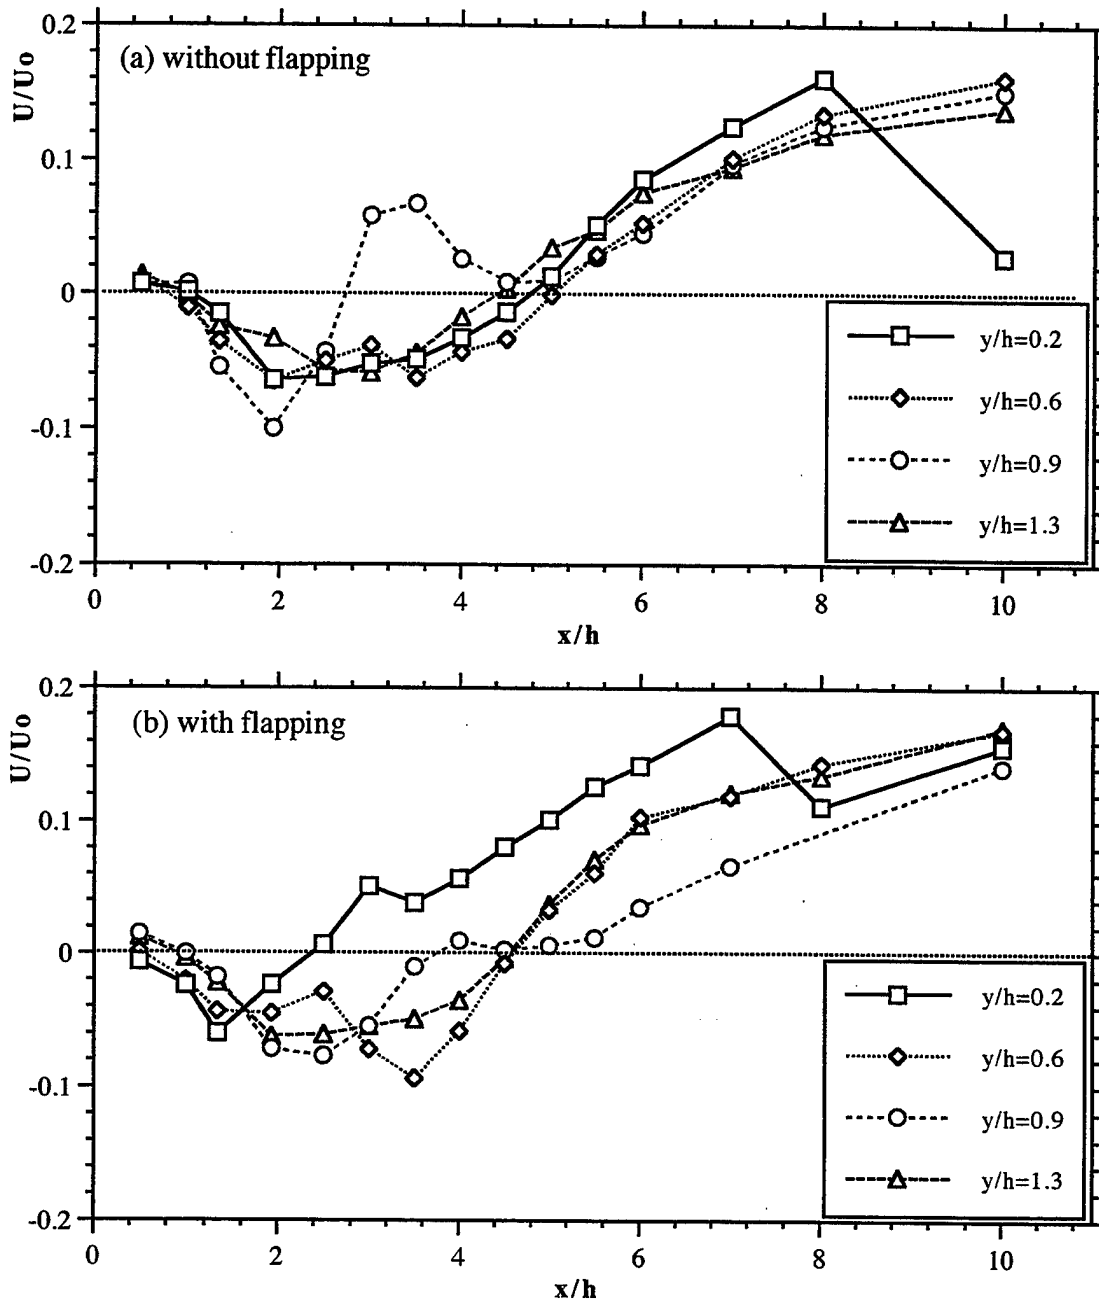 0.2
(a) without flapping
U/Uo
0.1
0
-0.1
-0.2
y/h=0.2
y/h=0.6
y/h=0.9
y/h=1.3
0 2 4 6 8 10
x/h
0.2
(b) with flapping
U/Uo
0.1
0
-0.1
-0.2
y/h=0.2
y/h=0.6
y/h=0.9
y/h=1.3
0 2 4 6 8 10
x/h